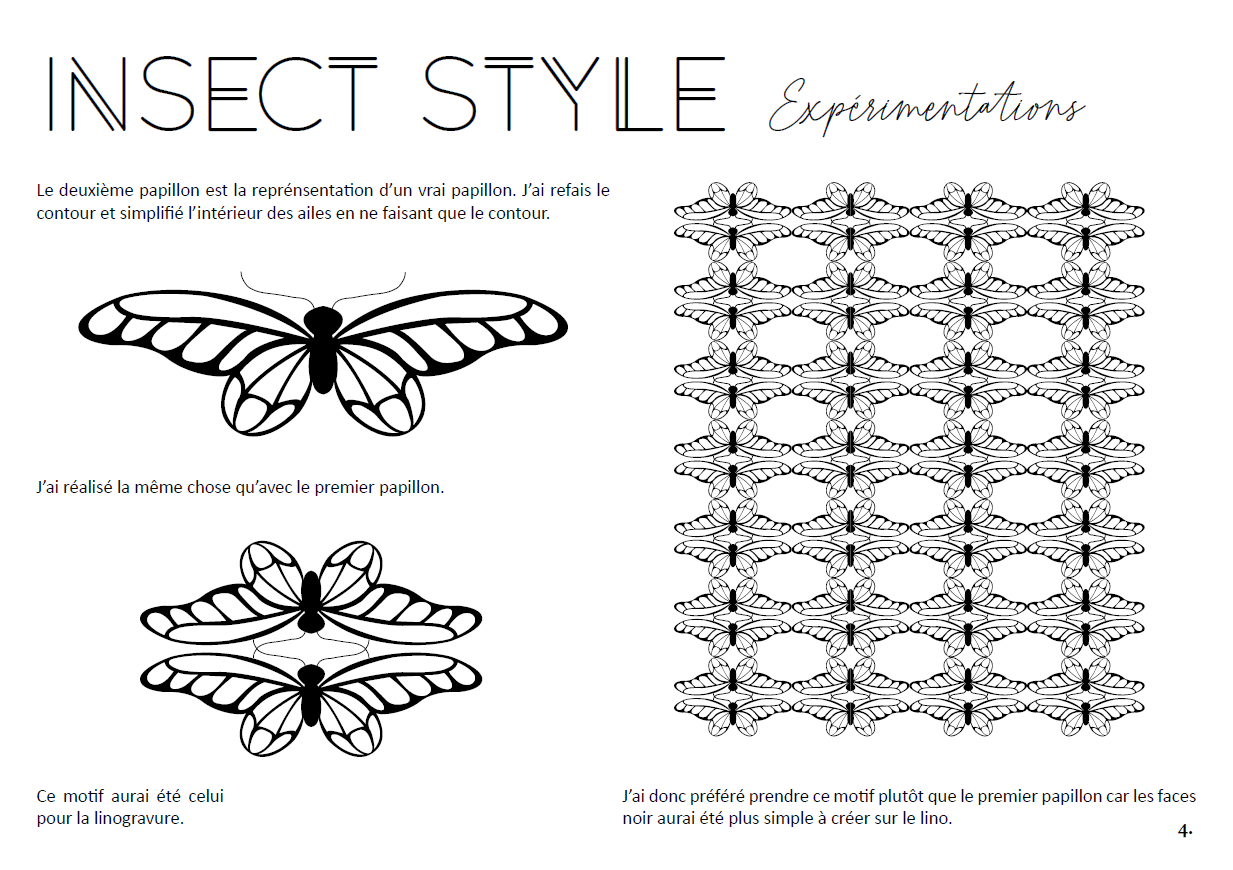 INSECT STYLE Expérimentations
Le deuxième papillon est la reprénsentation d’un vrai papillon. J’ai refais le
contour et simplifié l’intérieur des ailes en ne faisant que le contour.
J’ai réalisé la même chose qu’avec le premier papillon.
Ce motif aurai été celui
pour la linogravure.
J’ai donc préféré prendre ce motif plutôt que le premier papillon car les faces
noir aurai été plus simple à créer sur le lino.
4.